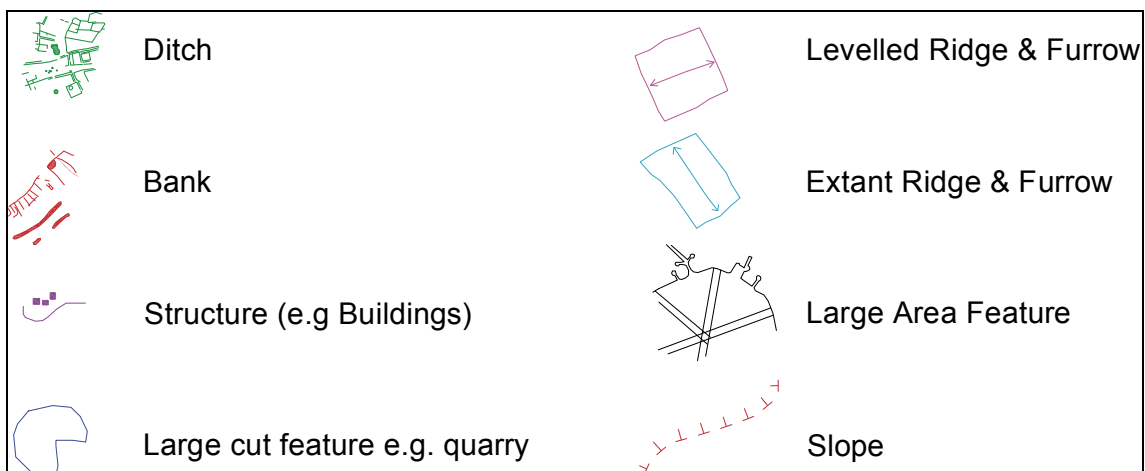 Ditch
Bank
Structure (e.g Buildings)
Large cut feature e.g. quarry
Levelled Ridge & Furrow
Extant Ridge & Furrow
Large Area Feature
Slope